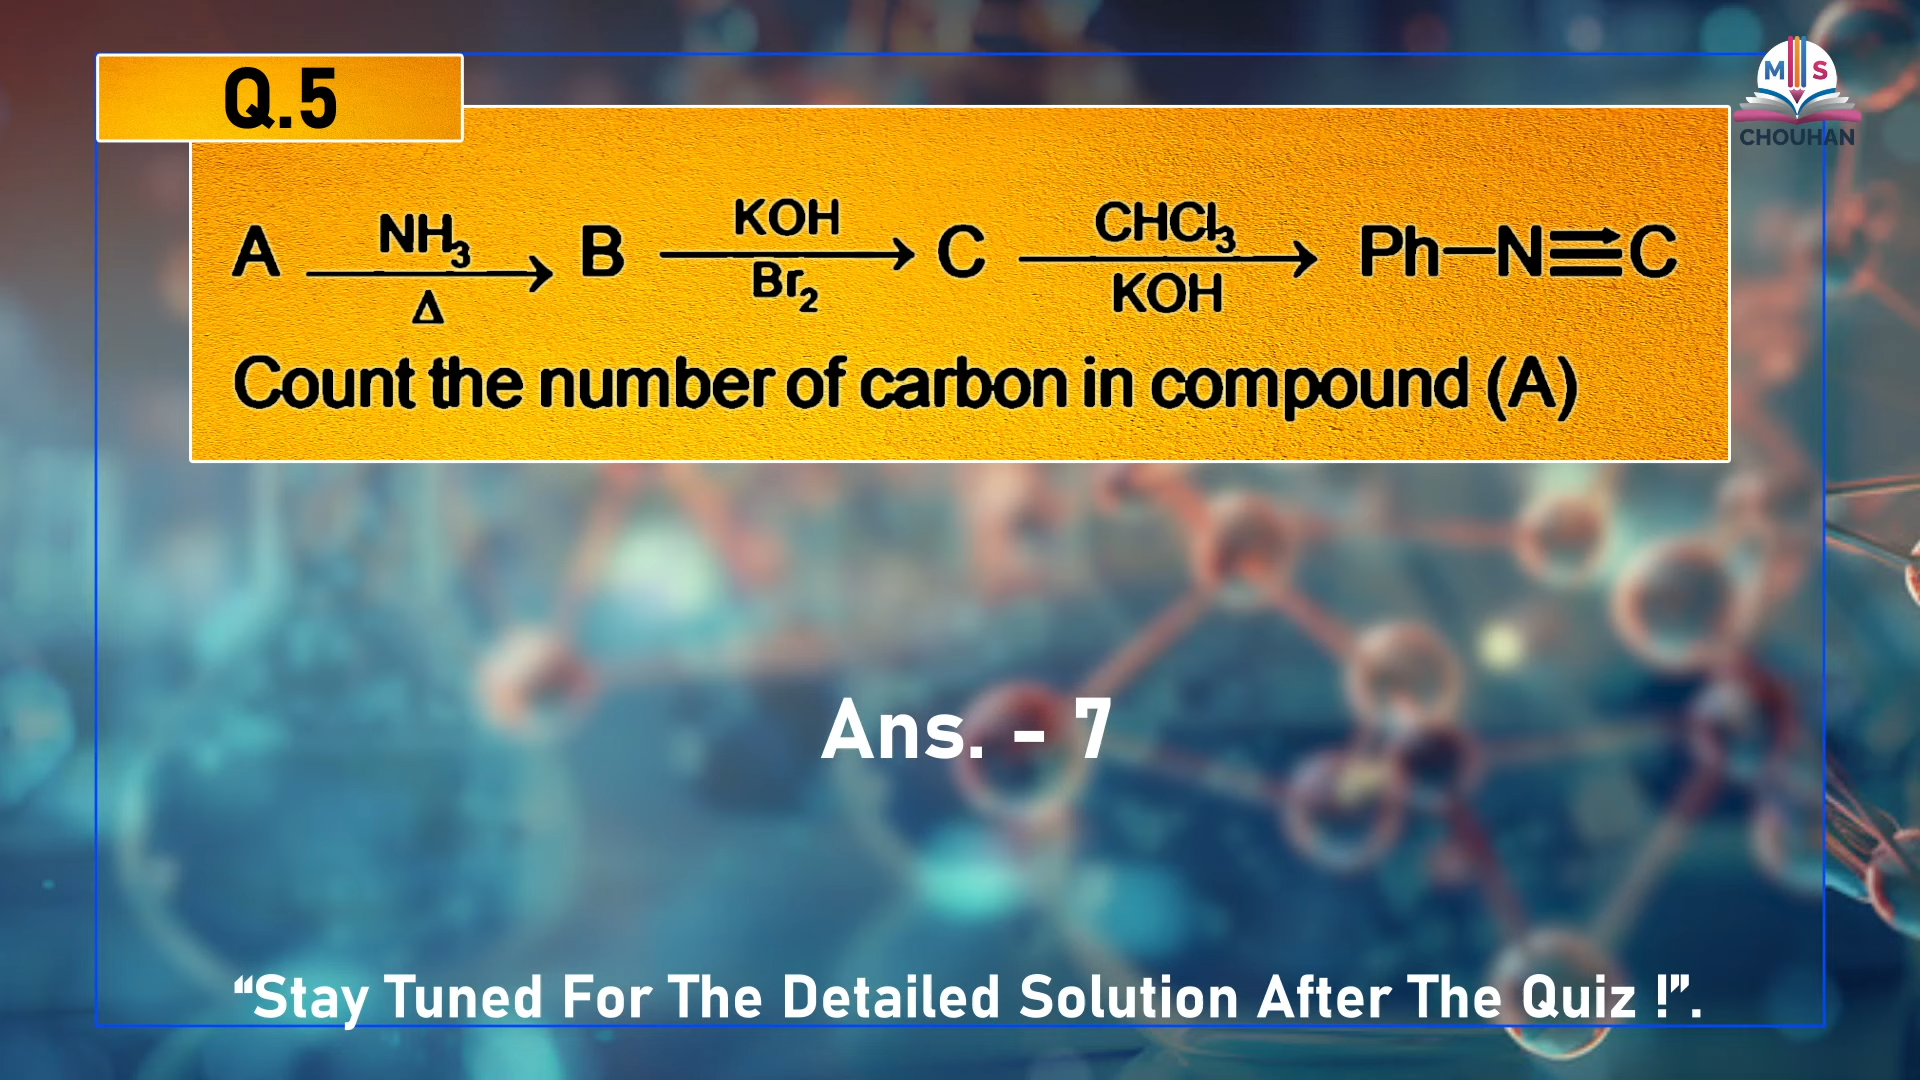 Q.5
M S
CHOUHAN
A NH₃ Δ B KOH Br₂ C CHCl₃ KOH Ph–N≡C
Count the number of carbon in compound (A)
Ans. - 7
“Stay Tuned For The Detailed Solution After The Quiz !”.